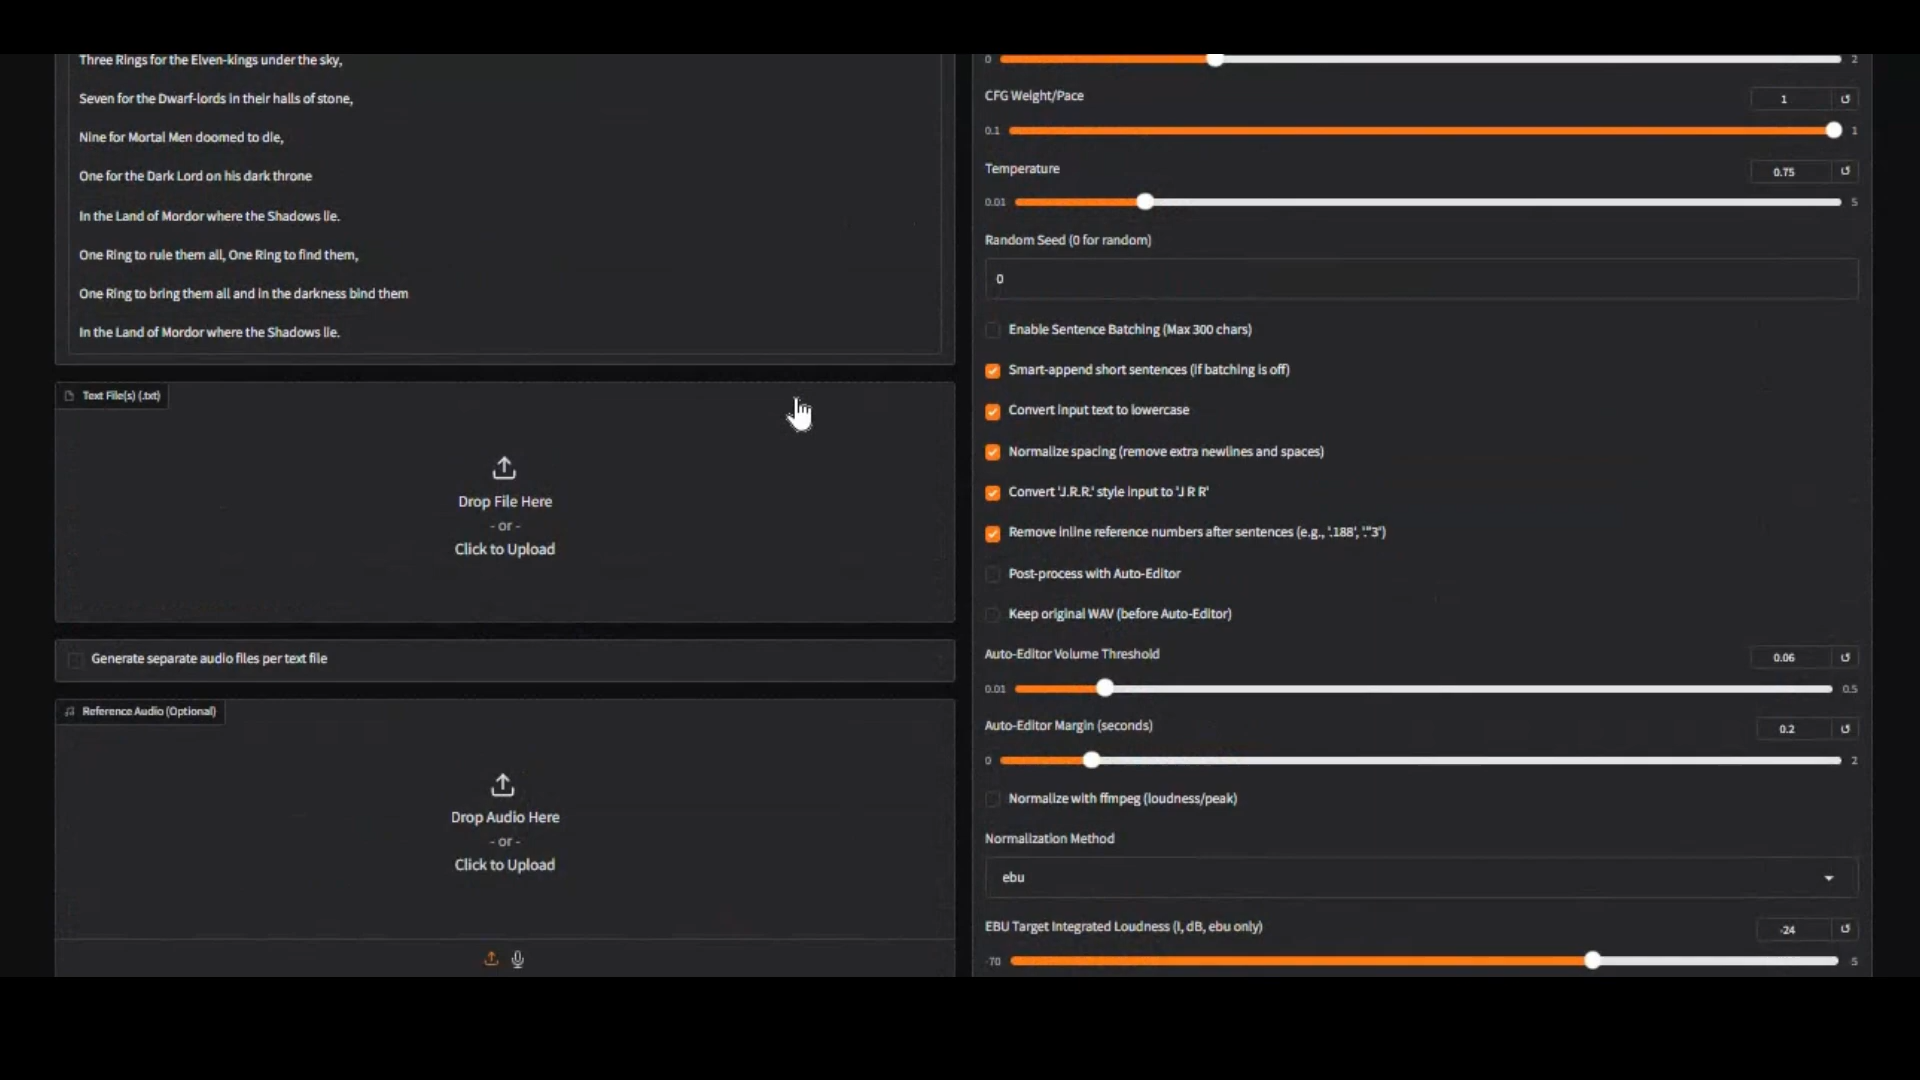 Three Rings for the Elven-kings under the sky,
Seven for the Dwarf-lords in their halls of stone,
Nine for Mortal Men doomed to die,
One for the Dark Lord on his dark throne
In the Land of Mordor where the Shadows lie.
One Ring to rule them all, One Ring to find them,
One Ring to bring them all and in the darkness bind them
In the Land of Mordor where the Shadows lie.
Text File(s) (.txt)
Drop File Here
- or -
Click to Upload
Generate separate audio files per text file
Reference Audio (Optional)
Drop Audio Here
- or -
Click to Upload
0 2
CFG Weight/Pace 1
0.1 1
Temperature 0.75
0.01 5
Random Seed (0 for random)
0
Enable Sentence Batching (Max 300 chars)
Smart-append short sentences (if batching is off)
Convert input text to lowercase
Normalize spacing (remove extra newlines and spaces)
Convert 'J.R.R.' style input to 'J R R'
Remove inline reference numbers after sentences (e.g., '.188', '."3')
Post-process with Auto-Editor
Keep original WAV (before Auto-Editor)
Auto-Editor Volume Threshold 0.06
0.01 0.5
Auto-Editor Margin (seconds) 0.2
0 2
Normalize with ffmpeg (loudness/peak)
Normalization Method
ebu
EBU Target Integrated Loudness (I, dB, ebu only) -24
-70 5